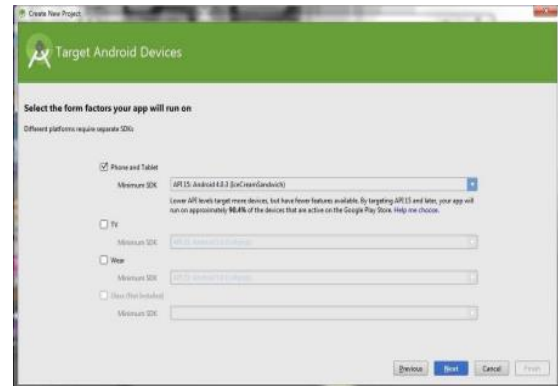 Create New Project
Target Android Devices
Select the form factors your app will run on
Different platforms require separate SDKs
Phone and Tablet
Minimum SDK
API 15: Android 4.0.3 (IceCreamSandwich)
Lower API levels target more devices, but have fewer features available. By targeting API 15 and later, your app will
run on approximately 90.4% of the devices that are active on the Google Play Store. Help me choose.
TV
Minimum SDK
Wear
Minimum SDK
Glass (Not Installed)
Minimum SDK
Previous Next Cancel Finish